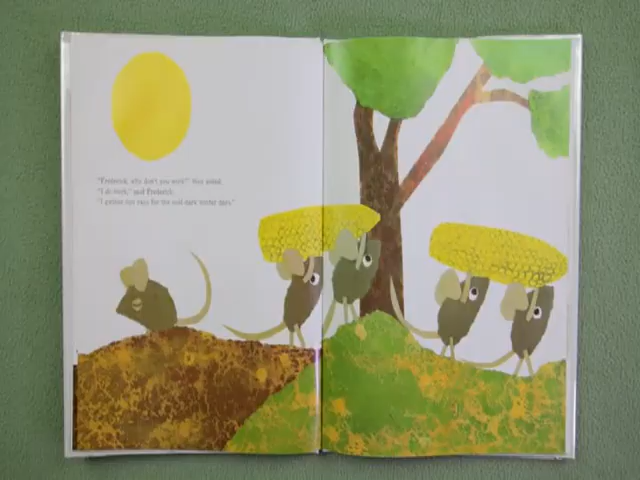 "Frederick, why don't you work?" they asked.
"I do work," said Frederick.
"I gather sun rays for the cold dark winter days."